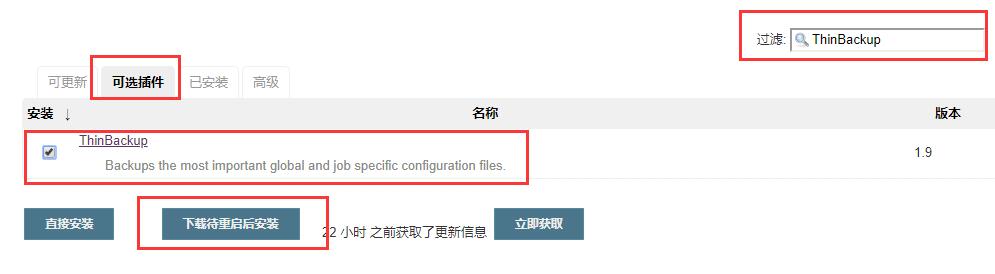 过滤: ThinBackup
可更新 可选插件 已安装 高级
安装 ↓ 名称 版本
ThinBackup 1.9
Backups the most important global and job specific configuration files.
直接安装 下载待重启后安装 22 小时 之前获取了更新信息 立即获取